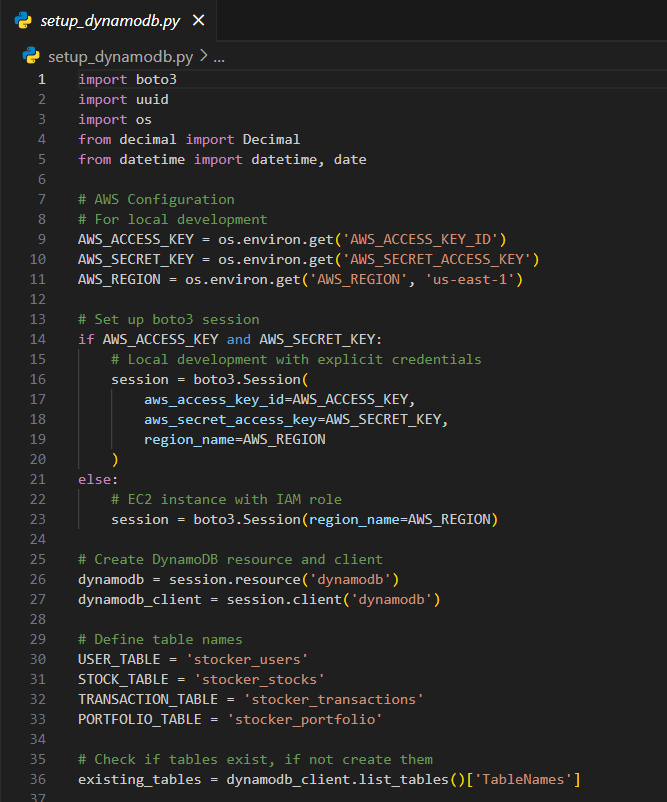 setup_dynamodb.py ×
setup_dynamodb.py > ...
1 import boto3
2 import uuid
3 import os
4 from decimal import Decimal
5 from datetime import datetime, date
6
7 # AWS Configuration
8 # For local development
9 AWS_ACCESS_KEY = os.environ.get('AWS_ACCESS_KEY_ID')
10 AWS_SECRET_KEY = os.environ.get('AWS_SECRET_ACCESS_KEY')
11 AWS_REGION = os.environ.get('AWS_REGION', 'us-east-1')
12
13 # Set up boto3 session
14 if AWS_ACCESS_KEY and AWS_SECRET_KEY:
15     # Local development with explicit credentials
16     session = boto3.Session(
17         aws_access_key_id=AWS_ACCESS_KEY,
18         aws_secret_access_key=AWS_SECRET_KEY,
19         region_name=AWS_REGION
20     )
21 else:
22     # EC2 instance with IAM role
23     session = boto3.Session(region_name=AWS_REGION)
24
25 # Create DynamoDB resource and client
26 dynamodb = session.resource('dynamodb')
27 dynamodb_client = session.client('dynamodb')
28
29 # Define table names
30 USER_TABLE = 'stocker_users'
31 STOCK_TABLE = 'stocker_stocks'
32 TRANSACTION_TABLE = 'stocker_transactions'
33 PORTFOLIO_TABLE = 'stocker_portfolio'
34
35 # Check if tables exist, if not create them
36 existing_tables = dynamodb_client.list_tables()['TableNames']
37